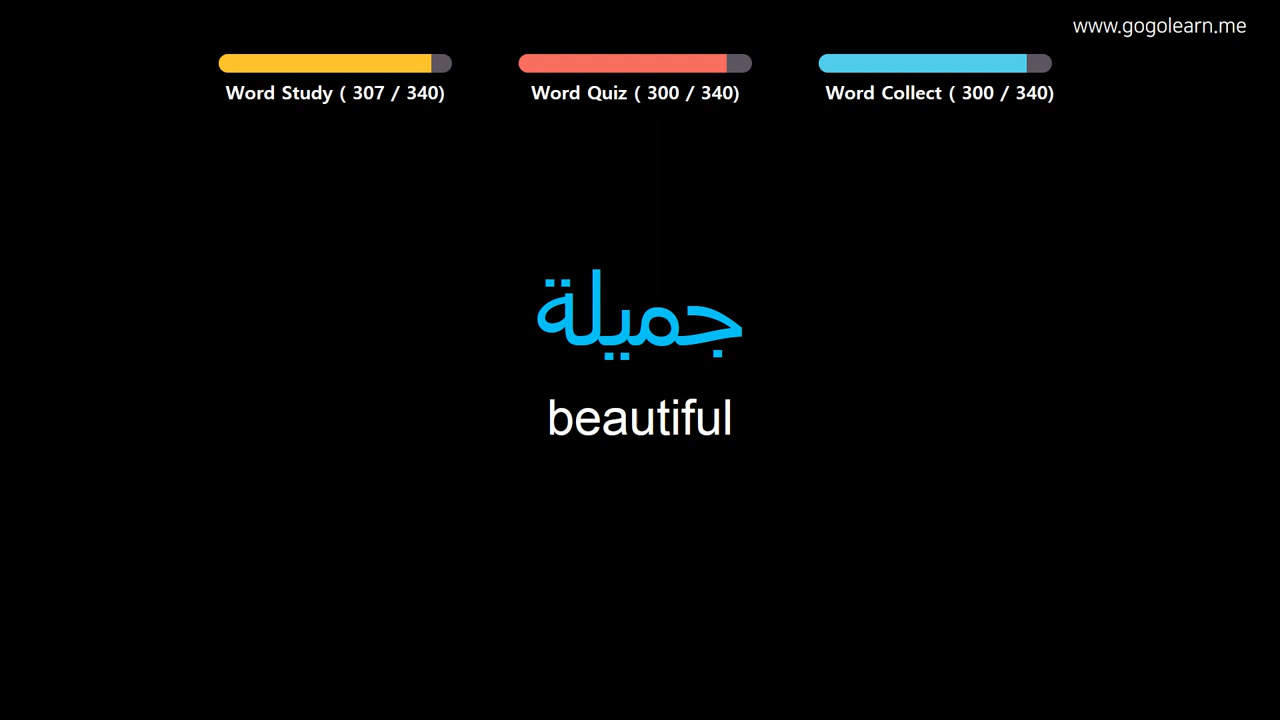 www.gogolearn.me
Word Study ( 307 / 340)
Word Quiz ( 300 / 340)
Word Collect ( 300 / 340)
جميلة
beautiful